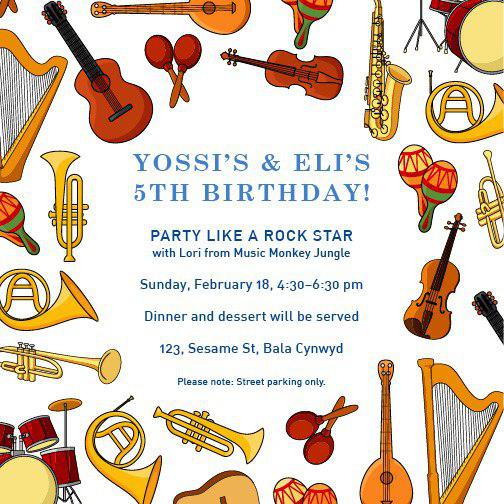 YOSSI'S & ELI'S
5TH BIRTHDAY!
PARTY LIKE A ROCK STAR
with Lori from Music Monkey Jungle
Sunday, February 18, 4:30–6:30 pm
Dinner and dessert will be served
123, Sesame St, Bala Cynwyd
Please note: Street parking only.